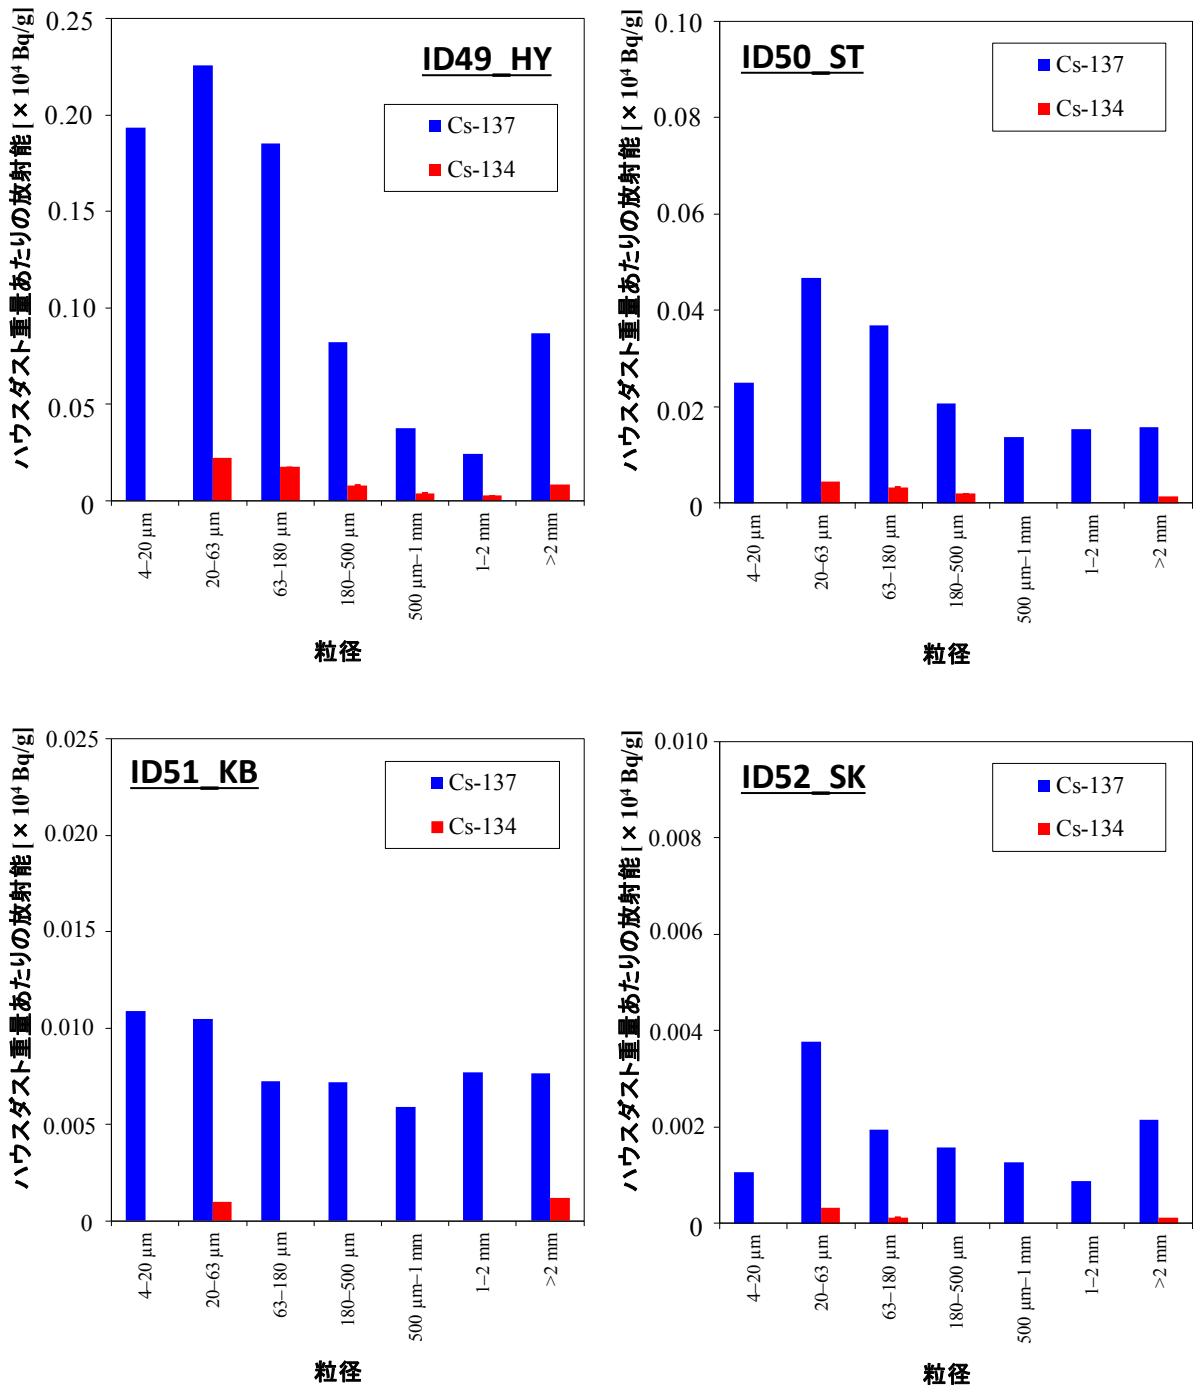 ハウスダスト重量あたりの放射能 [×10⁴ Bq/g]
0.25
0.20
0.15
0.10
0.05
0
ID49_HY
Cs-137
Cs-134
4–20 µm
20–63 µm
63–180 µm
180–500 µm
500 µm–1 mm
1–2 mm
>2 mm
粒径
ハウスダスト重量あたりの放射能 [×10⁴ Bq/g]
0.10
0.08
0.06
0.04
0.02
0
ID50_ST
Cs-137
Cs-134
4–20 µm
20–63 µm
63–180 µm
180–500 µm
500 µm–1 mm
1–2 mm
>2 mm
粒径
ハウスダスト重量あたりの放射能 [×10⁴ Bq/g]
0.025
0.020
0.015
0.010
0.005
0
ID51_KB
Cs-137
Cs-134
4–20 µm
20–63 µm
63–180 µm
180–500 µm
500 µm–1 mm
1–2 mm
>2 mm
粒径
ハウスダスト重量あたりの放射能 [×10⁴ Bq/g]
0.010
0.008
0.006
0.004
0.002
0
ID52_SK
Cs-137
Cs-134
4–20 µm
20–63 µm
63–180 µm
180–500 µm
500 µm–1 mm
1–2 mm
>2 mm
粒径